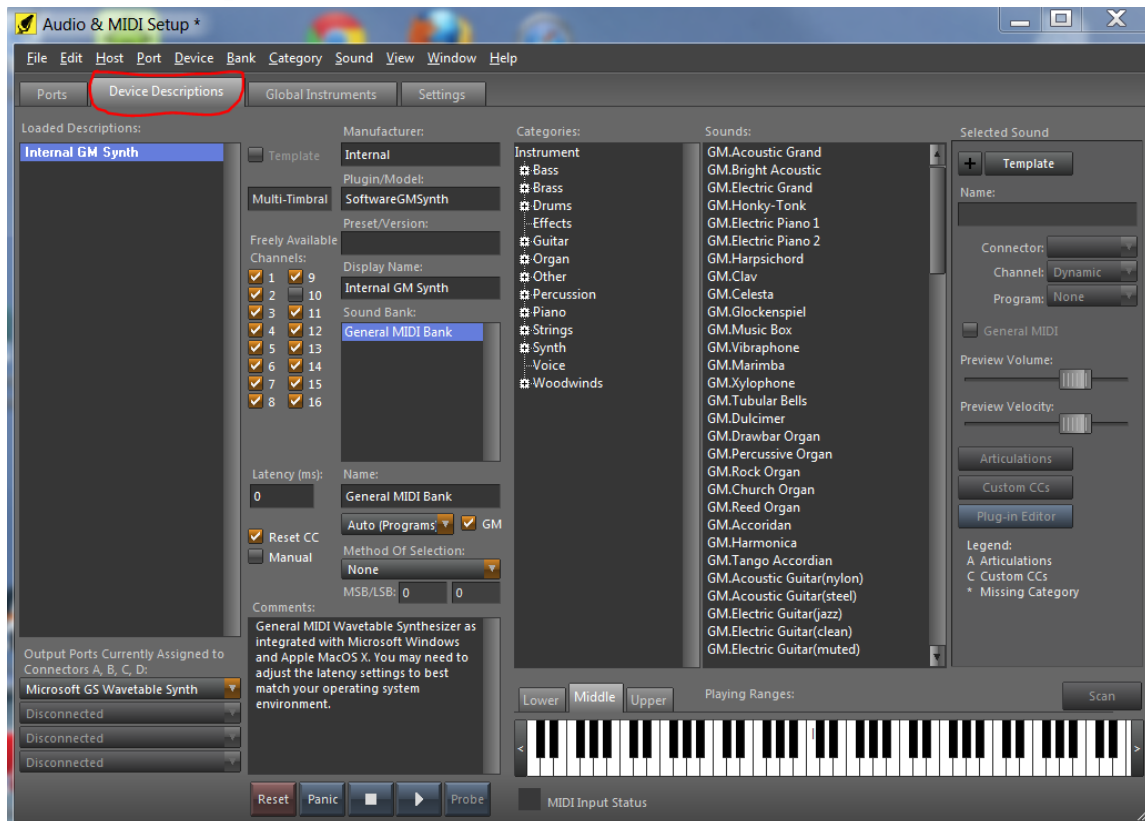 Audio & MIDI Setup *
File Edit Host Port Device Bank Category Sound View Window Help
Ports Device Descriptions Global Instruments Settings
Loaded Descriptions:
Internal GM Synth
Output Ports Currently Assigned to
Connectors A, B, C, D:
Microsoft GS Wavetable Synth
Disconnected
Disconnected
Disconnected
Template
Multi-Timbral
Freely Available
Channels:
1 9
2 10
3 11
4 12
5 13
6 14
7 15
8 16
Latency (ms):
0
Reset CC
Manual
Manufacturer:
Internal
Plugin/Model:
SoftwareGMSynth
Preset/Version:
Display Name:
Internal GM Synth
Sound Bank:
General MIDI Bank
Name:
General MIDI Bank
Auto (Programs) GM
Method Of Selection:
None
MSB/LSB: 0 0
Comments:
General MIDI Wavetable Synthesizer as
integrated with Microsoft Windows
and Apple MacOS X. You may need to
adjust the latency settings to best
match your operating system
environment.
Reset Panic Probe
Categories:
Instrument
Bass
Brass
Drums
Effects
Guitar
Organ
Other
Percussion
Piano
Strings
Synth
Voice
Woodwinds
Sounds:
GM.Acoustic Grand
GM.Bright Acoustic
GM.Electric Grand
GM.Honky-Tonk
GM.Electric Piano 1
GM.Electric Piano 2
GM.Harpsichord
GM.Clav
GM.Celesta
GM.Glockenspiel
GM.Music Box
GM.Vibraphone
GM.Marimba
GM.Xylophone
GM.Tubular Bells
GM.Dulcimer
GM.Drawbar Organ
GM.Percussive Organ
GM.Rock Organ
GM.Church Organ
GM.Reed Organ
GM.Accoridan
GM.Harmonica
GM.Tango Accordian
GM.Acoustic Guitar(nylon)
GM.Acoustic Guitar(steel)
GM.Electric Guitar(jazz)
GM.Electric Guitar(clean)
GM.Electric Guitar(muted)
Selected Sound
+ Template
Name:
Connector:
Channel: Dynamic
Program: None
General MIDI
Preview Volume:
Preview Velocity:
Articulations
Custom CCs
Plug-in Editor
Legend:
A Articulations
C Custom CCs
* Missing Category
Lower Middle Upper Playing Ranges: Scan
< >
MIDI Input Status